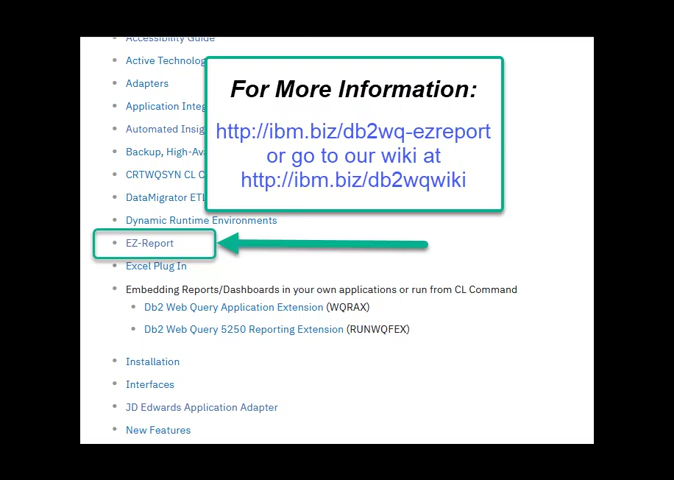 Accessibility Guide
Active Technolog
Adapters
Application Integ
Automated Insig
Backup, High-Ava
CRTWQSYN CL C
DataMigrator ETL
Dynamic Runtime Environments
EZ-Report
Excel Plug In
Embedding Reports/Dashboards in your own applications or run from CL Command
Db2 Web Query Application Extension (WQRAX)
Db2 Web Query 5250 Reporting Extension (RUNWQFEX)
Installation
Interfaces
JD Edwards Application Adapter
New Features
For More Information:
http://ibm.biz/db2wq-ezreport
or go to our wiki at
http://ibm.biz/db2wqwiki